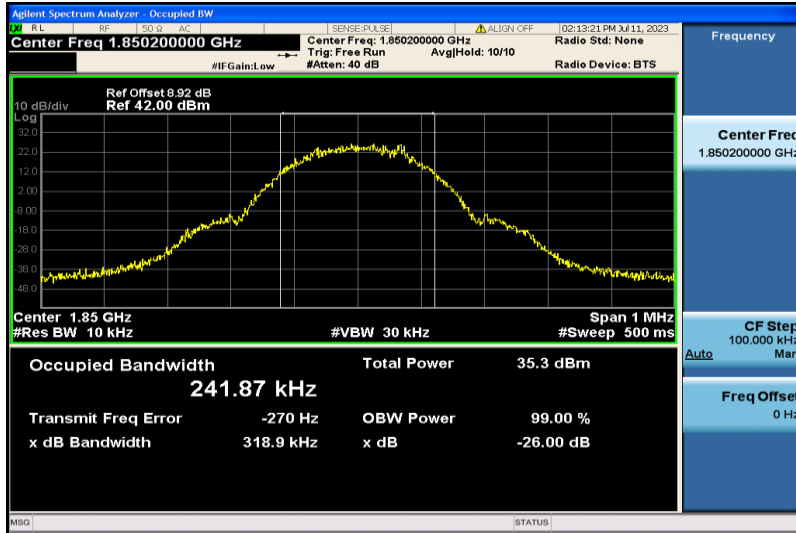 Agilent Spectrum Analyzer - Occupied BW
LXI RL RF 50 Ω AC SENSE:PULSE ALIGN OFF 02:13:21 PM Jul 11, 2023
Center Freq 1.850200000 GHz
Center Freq: 1.850200000 GHz
Radio Std: None
Trig: Free Run Avg|Hold: 10/10
#IFGain:Low #Atten: 40 dB Radio Device: BTS
Ref Offset 8.92 dB
10 dB/div Ref 42.00 dBm
Log
32.0
22.0
12.0
2.00
-8.00
-18.0
-28.0
-38.0
-48.0
Center 1.85 GHz Span 1 MHz
#Res BW 10 kHz #VBW 30 kHz #Sweep 500 ms
Occupied Bandwidth Total Power 35.3 dBm
241.87 kHz
Transmit Freq Error -270 Hz OBW Power 99.00 %
x dB Bandwidth 318.9 kHz x dB -26.00 dB
MSG STATUS
Frequency
Center Freq
1.850200000 GHz
CF Step
100.000 kHz
Auto Man
Freq Offset
0 Hz